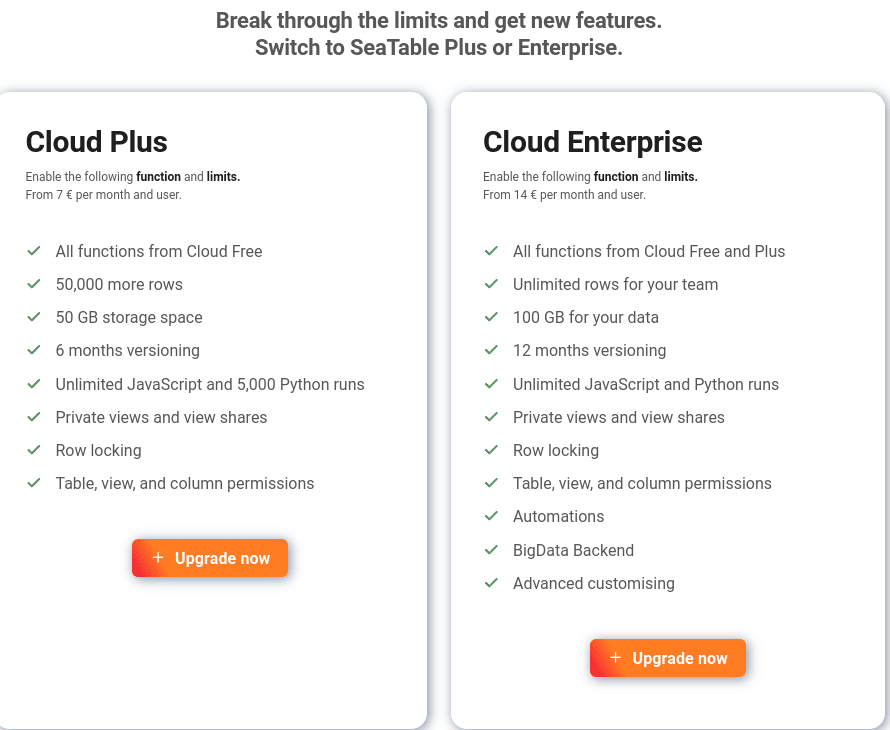 Break through the limits and get new features.
Switch to SeaTable Plus or Enterprise.
Cloud Plus
Enable the following function and limits.
From 7 € per month and user.
All functions from Cloud Free
50,000 more rows
50 GB storage space
6 months versioning
Unlimited JavaScript and 5,000 Python runs
Private views and view shares
Row locking
Table, view, and column permissions
+ Upgrade now
Cloud Enterprise
Enable the following function and limits.
From 14 € per month and user.
All functions from Cloud Free and Plus
Unlimited rows for your team
100 GB for your data
12 months versioning
Unlimited JavaScript and Python runs
Private views and view shares
Row locking
Table, view, and column permissions
Automations
BigData Backend
Advanced customising
+ Upgrade now